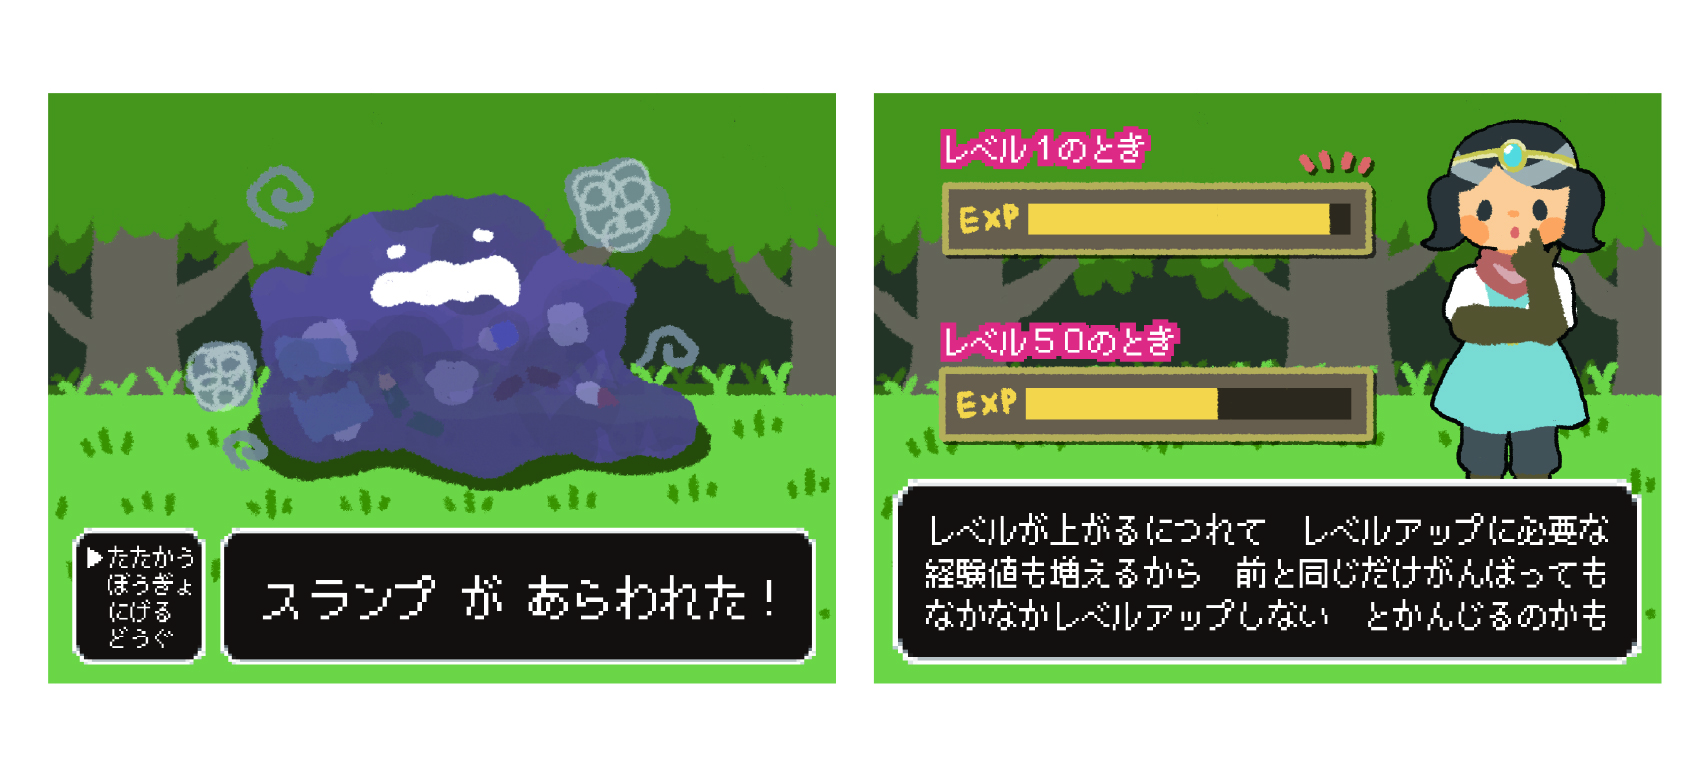 ▶たたかう
ぼうぎょ
にげる
どうぐ
スランプ が あらわれた！
レベル１のとき
EXP
レベル５０のとき
EXP
レベルが上がるにつれて　レベルアップに必要な
経験値も増えるから　前と同じだけがんばっても
なかなかレベルアップしない　とかんじるのかも